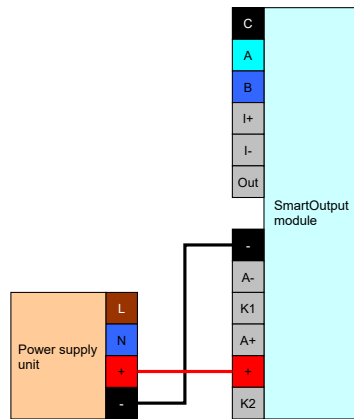 C
A
B
I+
I-
Out
SmartOutput
module
-
A-
K1
A+
+
K2
L
N
+
-
Power supply
unit